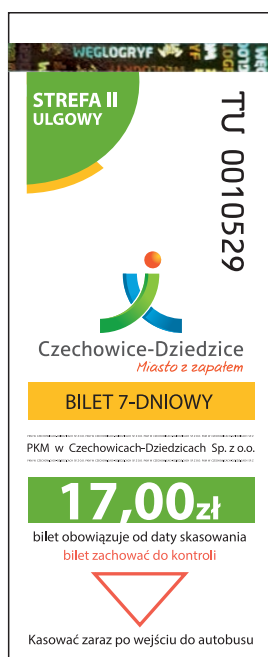 WĘGLOGRYF
STREFA II
ULGOWY
TU 0010529
Czechowice-Dziedzice
Miasto z zapałem
BILET 7-DNIOWY
PKM w Czechowicach-Dziedzicach Sp. z o.o.
17,00zł
bilet obowiązuje od daty skasowania
bilet zachować do kontroli
Kasować zaraz po wejściu do autobusu